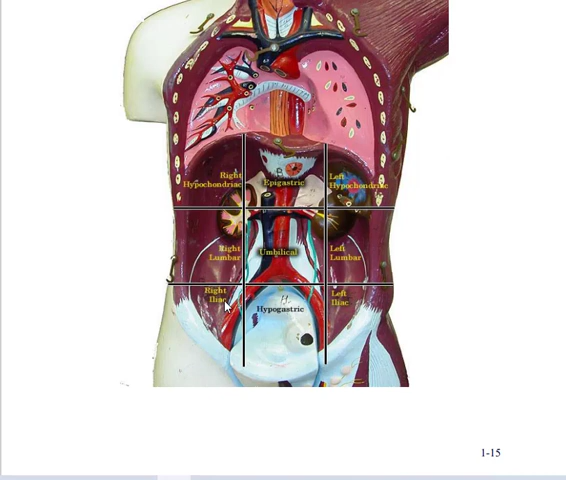 Right
Hypochondriac
Epigastric
Left
Hypochondriac
Right
Lumbar
Umbilical
Left
Lumbar
Right
Iliac
Hypogastric
Left
Iliac
1-15